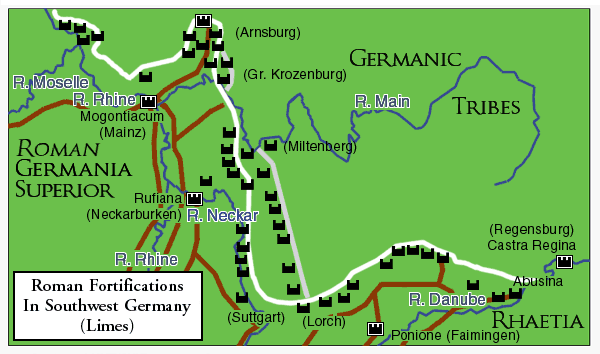 (Arnsburg)
GERMANIC
(Gr. Krozenburg)
R. Moselle
R. Rhine
R. Main
TRIBES
Mogontiacum
(Mainz)
ROMAN
GERMANIA
SUPERIOR
(Miltenberg)
Rufiana
(Neckarburken)
R. Neckar
(Regensburg)
Castra Regina
R. Rhine
Abusina
Roman Fortifications
In Southwest Germany
(Limes)
R. Danube
(Suttgart)
(Lorch)
RHAETIA
Ponione (Faimingen)